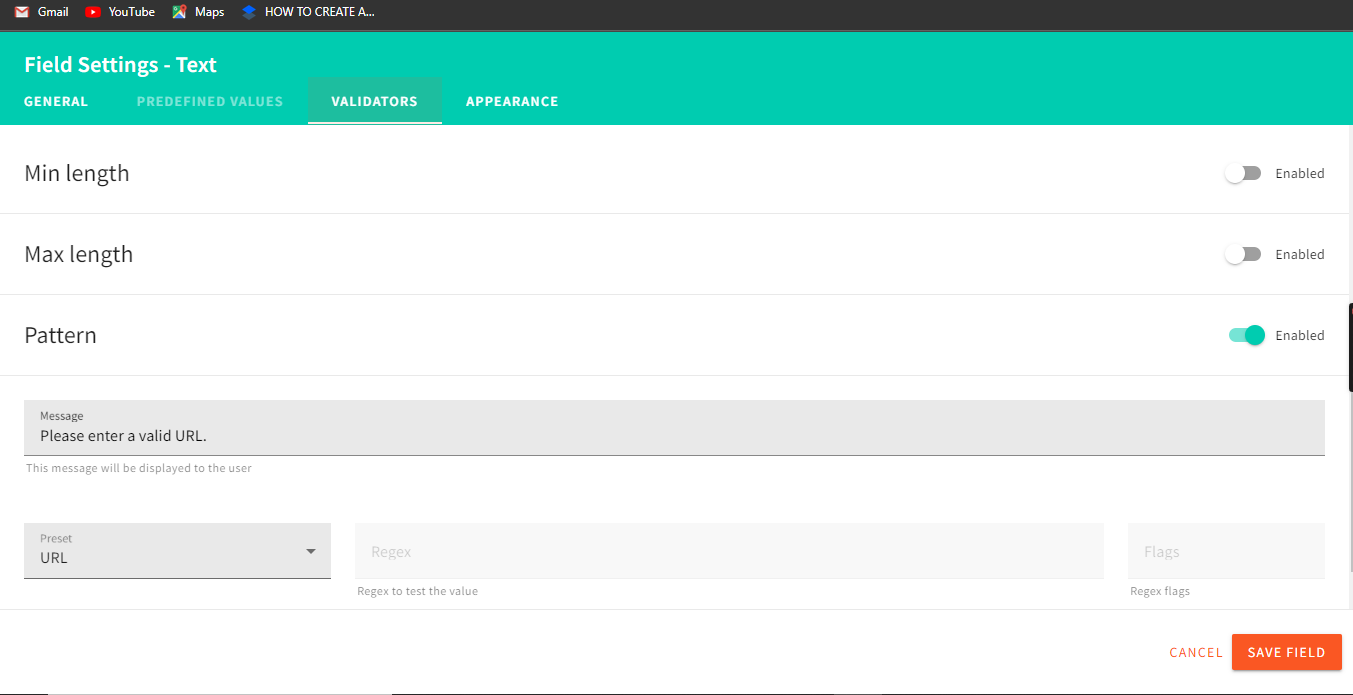 Gmail YouTube Maps HOW TO CREATE A...
Field Settings - Text
GENERAL PREDEFINED VALUES VALIDATORS APPEARANCE
Min length Enabled
Max length Enabled
Pattern Enabled
Message
Please enter a valid URL.
This message will be displayed to the user
Preset
URL Regex Flags
Regex to test the value Regex flags
CANCEL SAVE FIELD